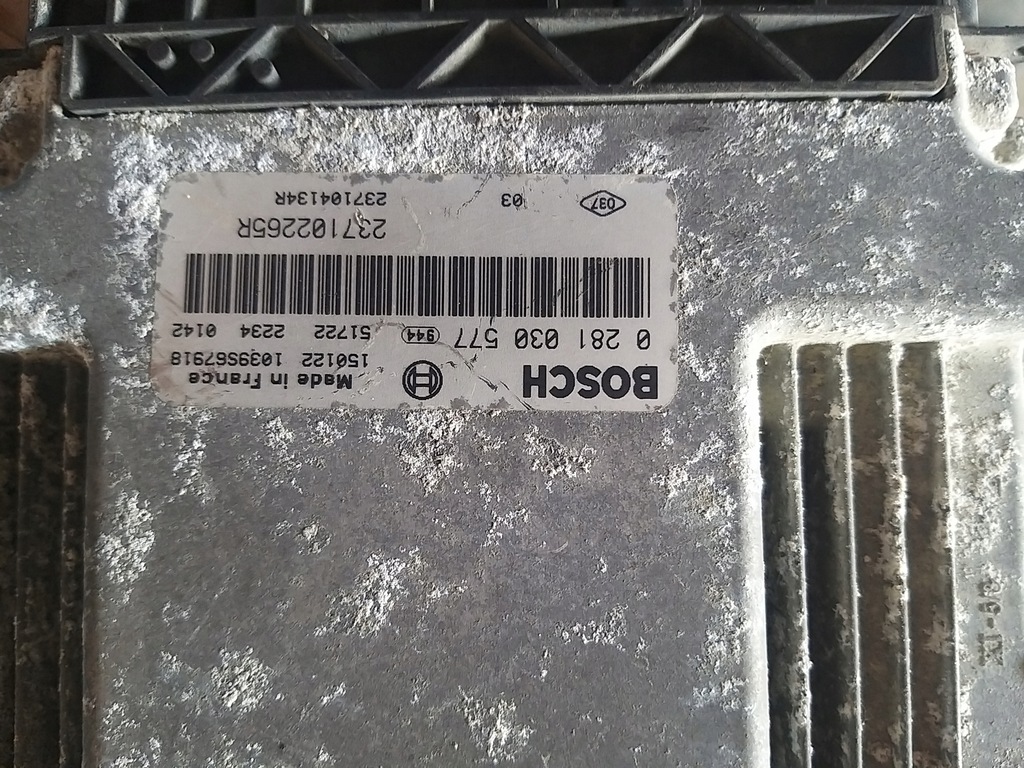 BOSCH Made in France
150122 1039S67918
0 281 030 577 944 51722 2234 0142
237102265R
037 03 237104134R